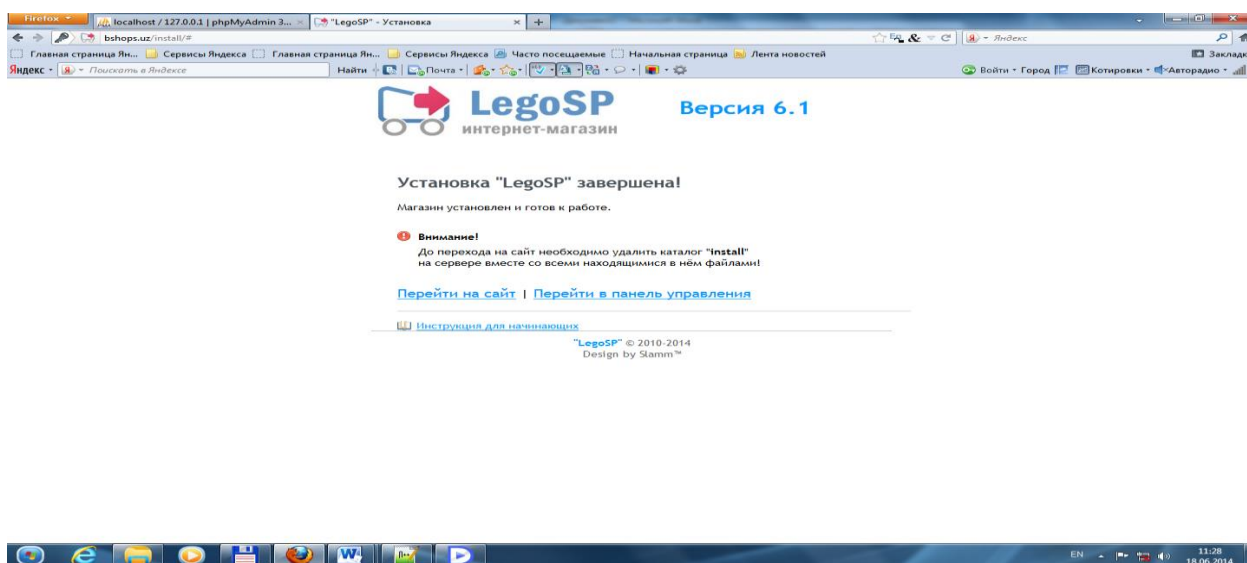 Firefox
localhost / 127.0.0.1 | phpMyAdmin 3...
"LegoSP" - Установка
bshops.uz/install/#
Яндекс
Главная страница Ян...
Сервисы Яндекса
Главная страница Ян...
Сервисы Яндекса
Часто посещаемые
Начальная страница
Лента новостей
Закладк
Яндекс
Поискать в Яндексе
Найти
Почта
Войти
Город
Котировки
Авторадио
LegoSP
интернет-магазин
Версия 6.1
Установка "LegoSP" завершена!
Магазин установлен и готов к работе.
Внимание!
До перехода на сайт необходимо удалить каталог "install"
на сервере вместе со всеми находящимися в нём файлами!
Перейти на сайт | Перейти в панель управления
Инструкция для начинающих
"LegoSP" © 2010-2014
Design by Slamm™
EN
11:28
18.06.2014